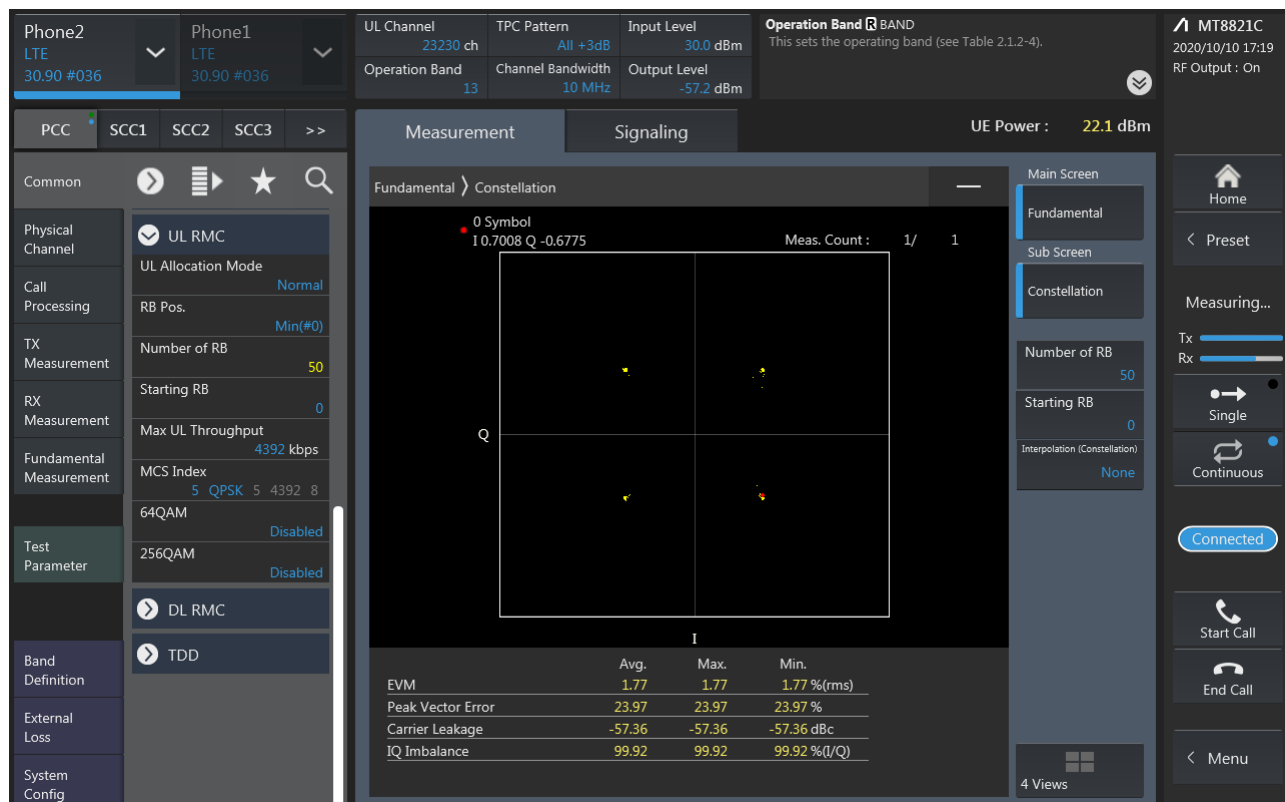 Phone2
LTE
30.90 #036
Phone1
LTE
30.90 #036
UL Channel
23230 ch
TPC Pattern
All +3dB
Input Level
30.0 dBm
Operation Band
13
Channel Bandwidth
10 MHz
Output Level
-57.2 dBm
Operation Band R BAND
This sets the operating band (see Table 2.1.2-4).
MT8821C
2020/10/10 17:19
RF Output : On
PCC
SCC1
SCC2
SCC3
>>
Measurement
Signaling
UE Power : 22.1 dBm
Common
Physical
Channel
Call
Processing
TX
Measurement
RX
Measurement
Fundamental
Measurement
Test
Parameter
Band
Definition
External
Loss
System
Config
UL RMC
UL Allocation Mode
Normal
RB Pos.
Min(#0)
Number of RB
50
Starting RB
0
Max UL Throughput
4392 kbps
MCS Index
5 QPSK 5 4392 8
64QAM
Disabled
256QAM
Disabled
DL RMC
TDD
Fundamental 〉Constellation
0 Symbol
I 0.7008 Q -0.6775
Meas. Count : 1/ 1
Q
I
Avg. Max. Min.
EVM 1.77 1.77 1.77 %(rms)
Peak Vector Error 23.97 23.97 23.97 %
Carrier Leakage -57.36 -57.36 -57.36 dBc
IQ Imbalance 99.92 99.92 99.92 %(I/Q)
Main Screen
Fundamental
Sub Screen
Constellation
Number of RB
50
Starting RB
0
Interpolation (Constellation)
None
4 Views
Home
< Preset
Measuring...
Tx
Rx
Single
Continuous
Connected
Start Call
End Call
< Menu